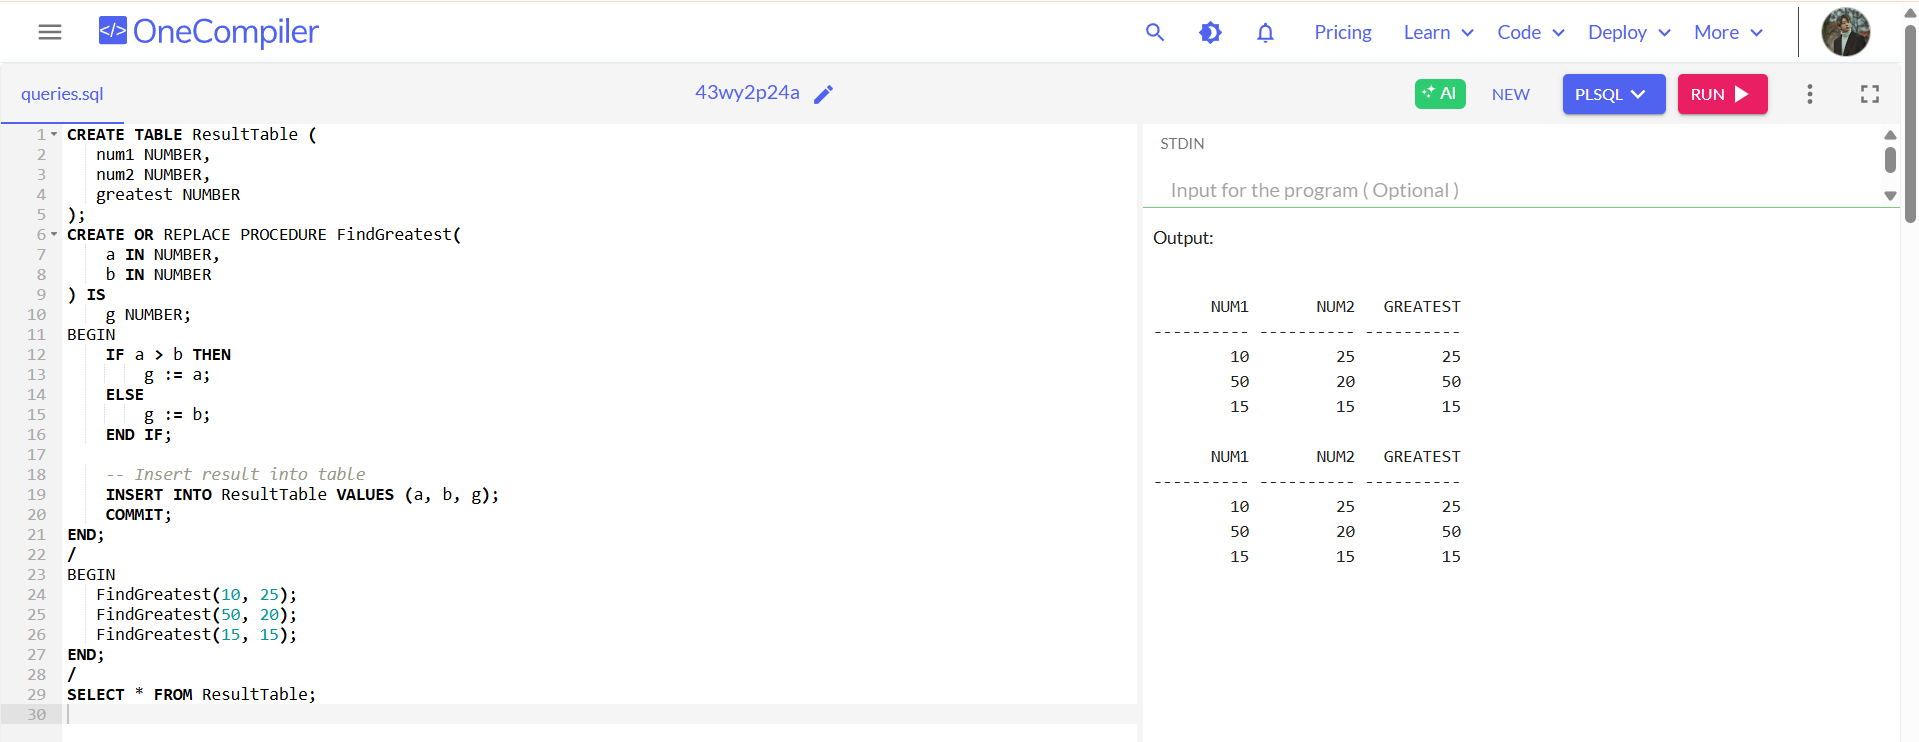 OneCompiler
Pricing Learn Code Deploy More
queries.sql
43wy2p24a
AI NEW PLSQL RUN
1 CREATE TABLE ResultTable (
2 num1 NUMBER,
3 num2 NUMBER,
4 greatest NUMBER
5 );
6 CREATE OR REPLACE PROCEDURE FindGreatest(
7 a IN NUMBER,
8 b IN NUMBER
9 ) IS
10 g NUMBER;
11 BEGIN
12 IF a > b THEN
13 g := a;
14 ELSE
15 g := b;
16 END IF;
17
18 -- Insert result into table
19 INSERT INTO ResultTable VALUES (a, b, g);
20 COMMIT;
21 END;
22 /
23 BEGIN
24 FindGreatest(10, 25);
25 FindGreatest(50, 20);
26 FindGreatest(15, 15);
27 END;
28 /
29 SELECT * FROM ResultTable;
30
STDIN
Input for the program ( Optional )
Output:
NUM1 NUM2 GREATEST
---------- ---------- ----------
10 25 25
50 20 50
15 15 15
NUM1 NUM2 GREATEST
---------- ---------- ----------
10 25 25
50 20 50
15 15 15